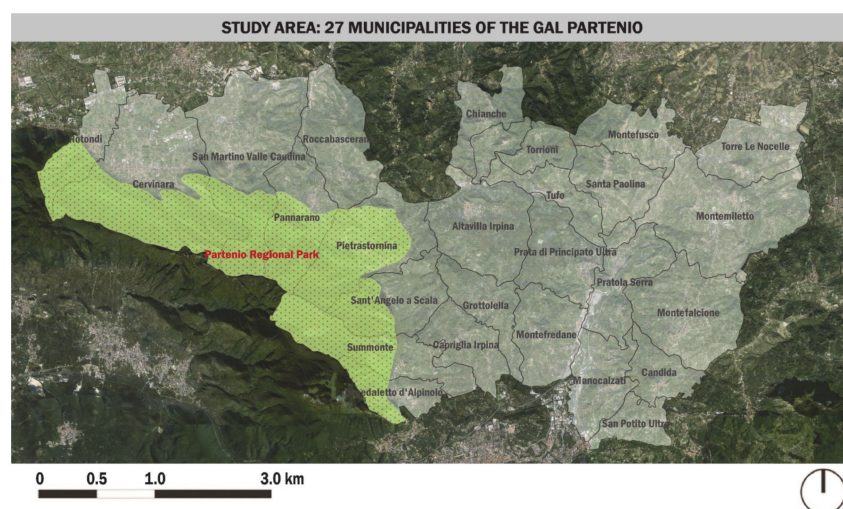 STUDY AREA: 27 MUNICIPALITIES OF THE GAL PARTENIO
Chianche
Rotondi
Roccabasceran
Montefusco
Torrioni
Torre Le Nocelle
San Martino Valle Caudina
Cervinara
Santa Paolina
Tufo
Pannarano
Montemiletto
Altavilla Irpina
Pietrastornina
Partenio Regional Park
Prata di Principato Ultra
Pratola Serra
Sant'Angelo a Scala
Grottolella
Montefalcione
Montefredane
Summonte
Capriglia Irpina
Candida
Manocalzati
edaletto d'Alpinolo
San Potito Ultra
0 0.5 1.0 3.0 km